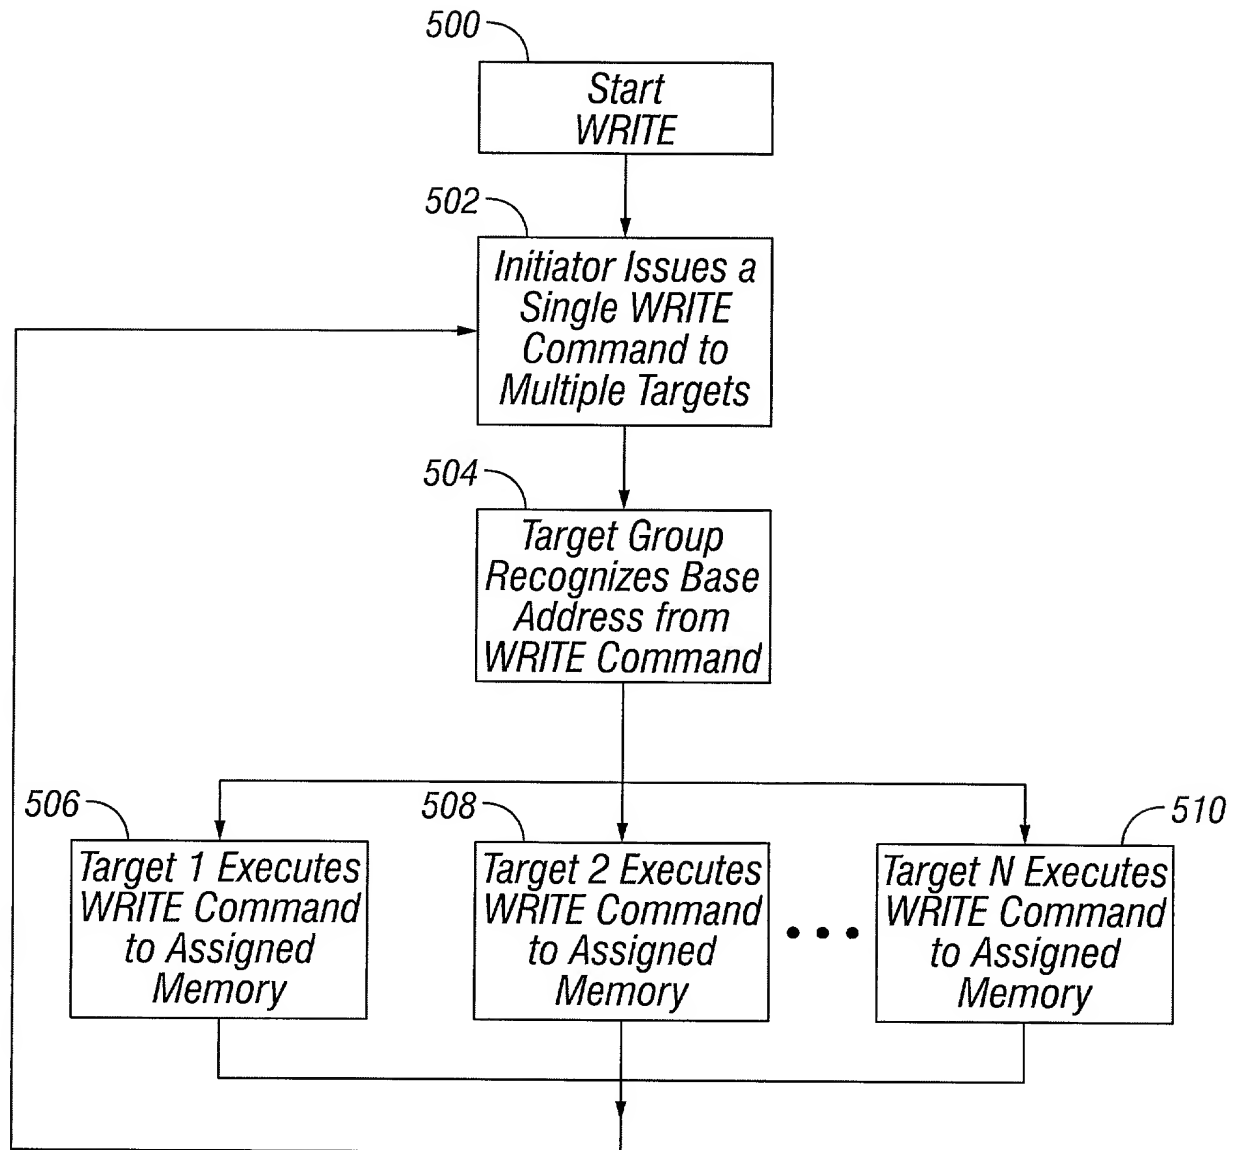 500
Start
WRITE
502
Initiator Issues a
Single WRITE
Command to
Multiple Targets
504
Target Group
Recognizes Base
Address from
WRITE Command
506
Target 1 Executes
WRITE Command
to Assigned
Memory
508
Target 2 Executes
WRITE Command
to Assigned
Memory
510
Target N Executes
WRITE Command
to Assigned
Memory